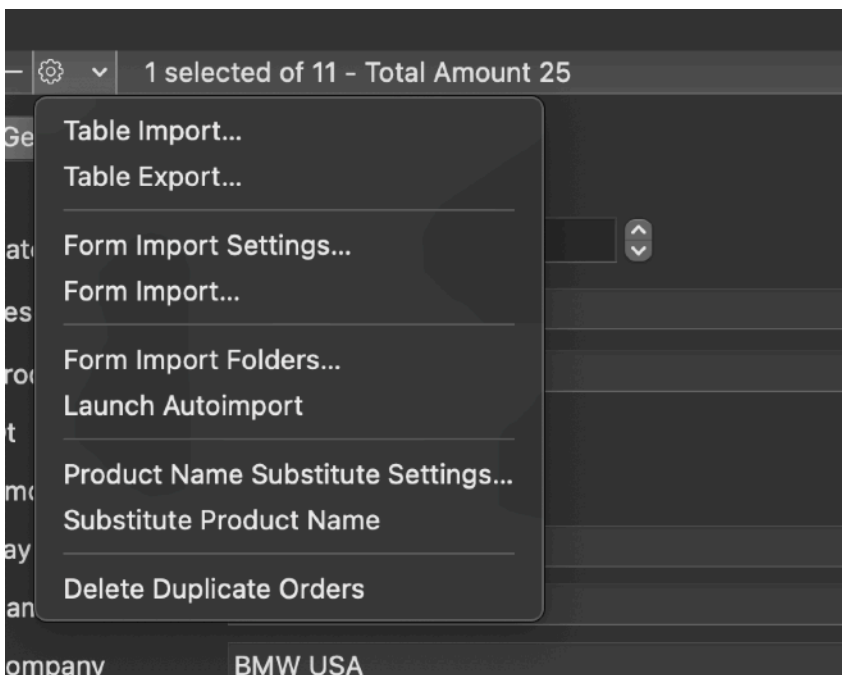 1 selected of 11 - Total Amount 25
Table Import...
Table Export...
Form Import Settings...
Form Import...
Form Import Folders...
Launch Autoimport
Product Name Substitute Settings...
Substitute Product Name
Delete Duplicate Orders
BMW USA